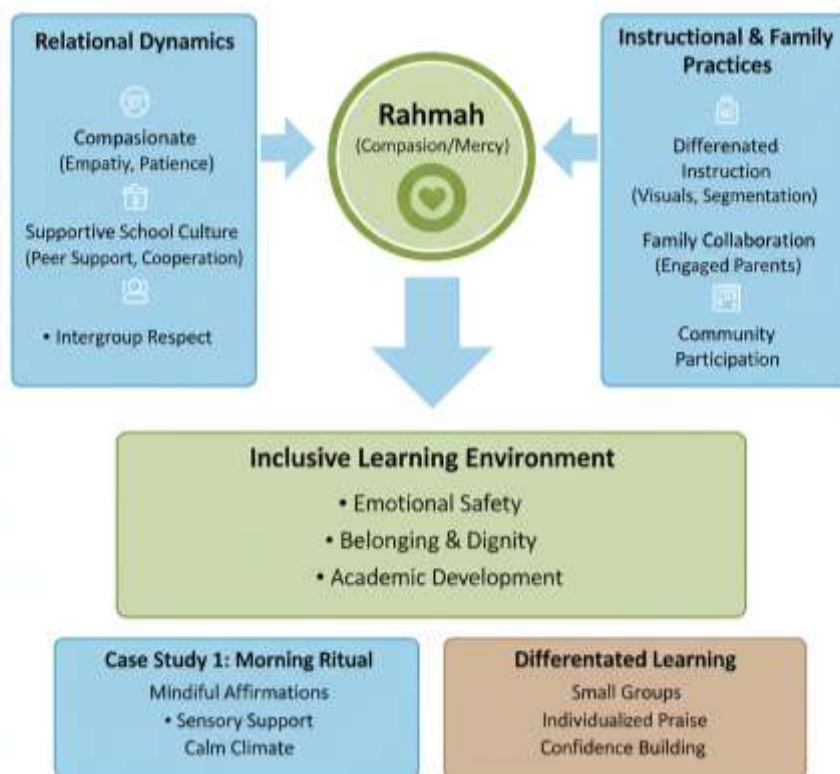 Relational Dynamics
Compasionate
(Empatiy, Patience)
Supportive School Culture
(Peer Support, Cooperation)
• Intergroup Respect
Rahmah
(Compasion/Mercy)
Instructional & Family
Practices
Differenated
Instruction
(Visuals, Segmentation)
Family Collaboration
(Engaged Parents)
Community
Participation
Inclusive Learning Environment
• Emotional Safety
• Belonging & Dignity
• Academic Development
Case Study 1: Morning Ritual
Mindiful Affirmations
• Sensory Support
Calm Climate
Differentated Learning
Small Groups
Individualized Praise
Confidence Building